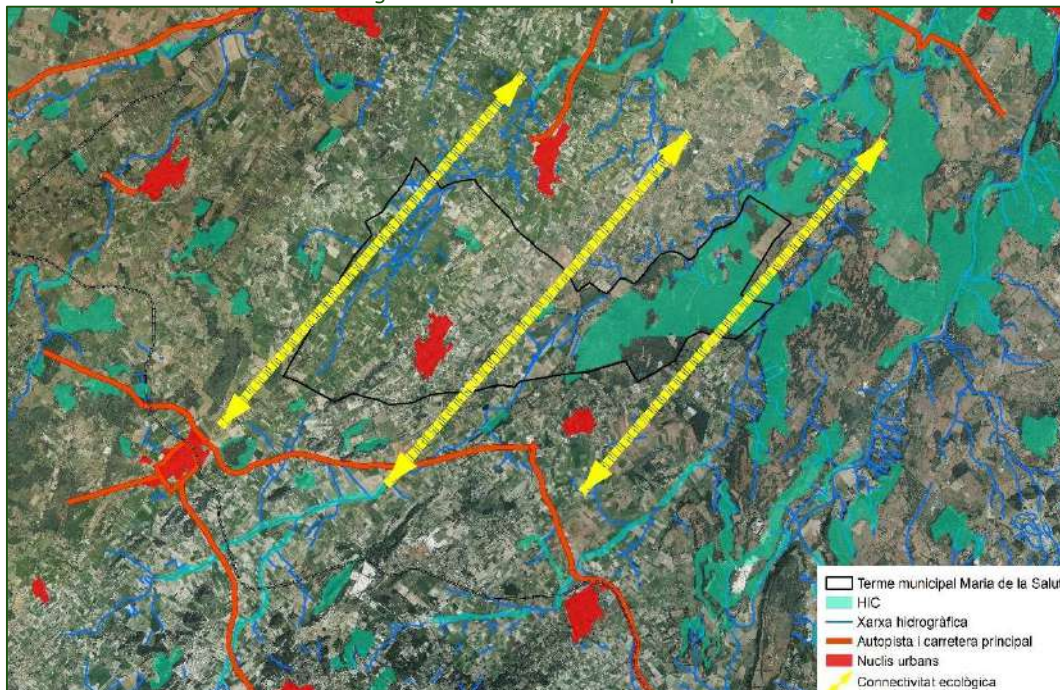 Terme municipal Maria de la Salut
HIC
Xarxa hidrogràfica
Autopista i carretera principal
Nuclis urbans
Connectivitat ecològica